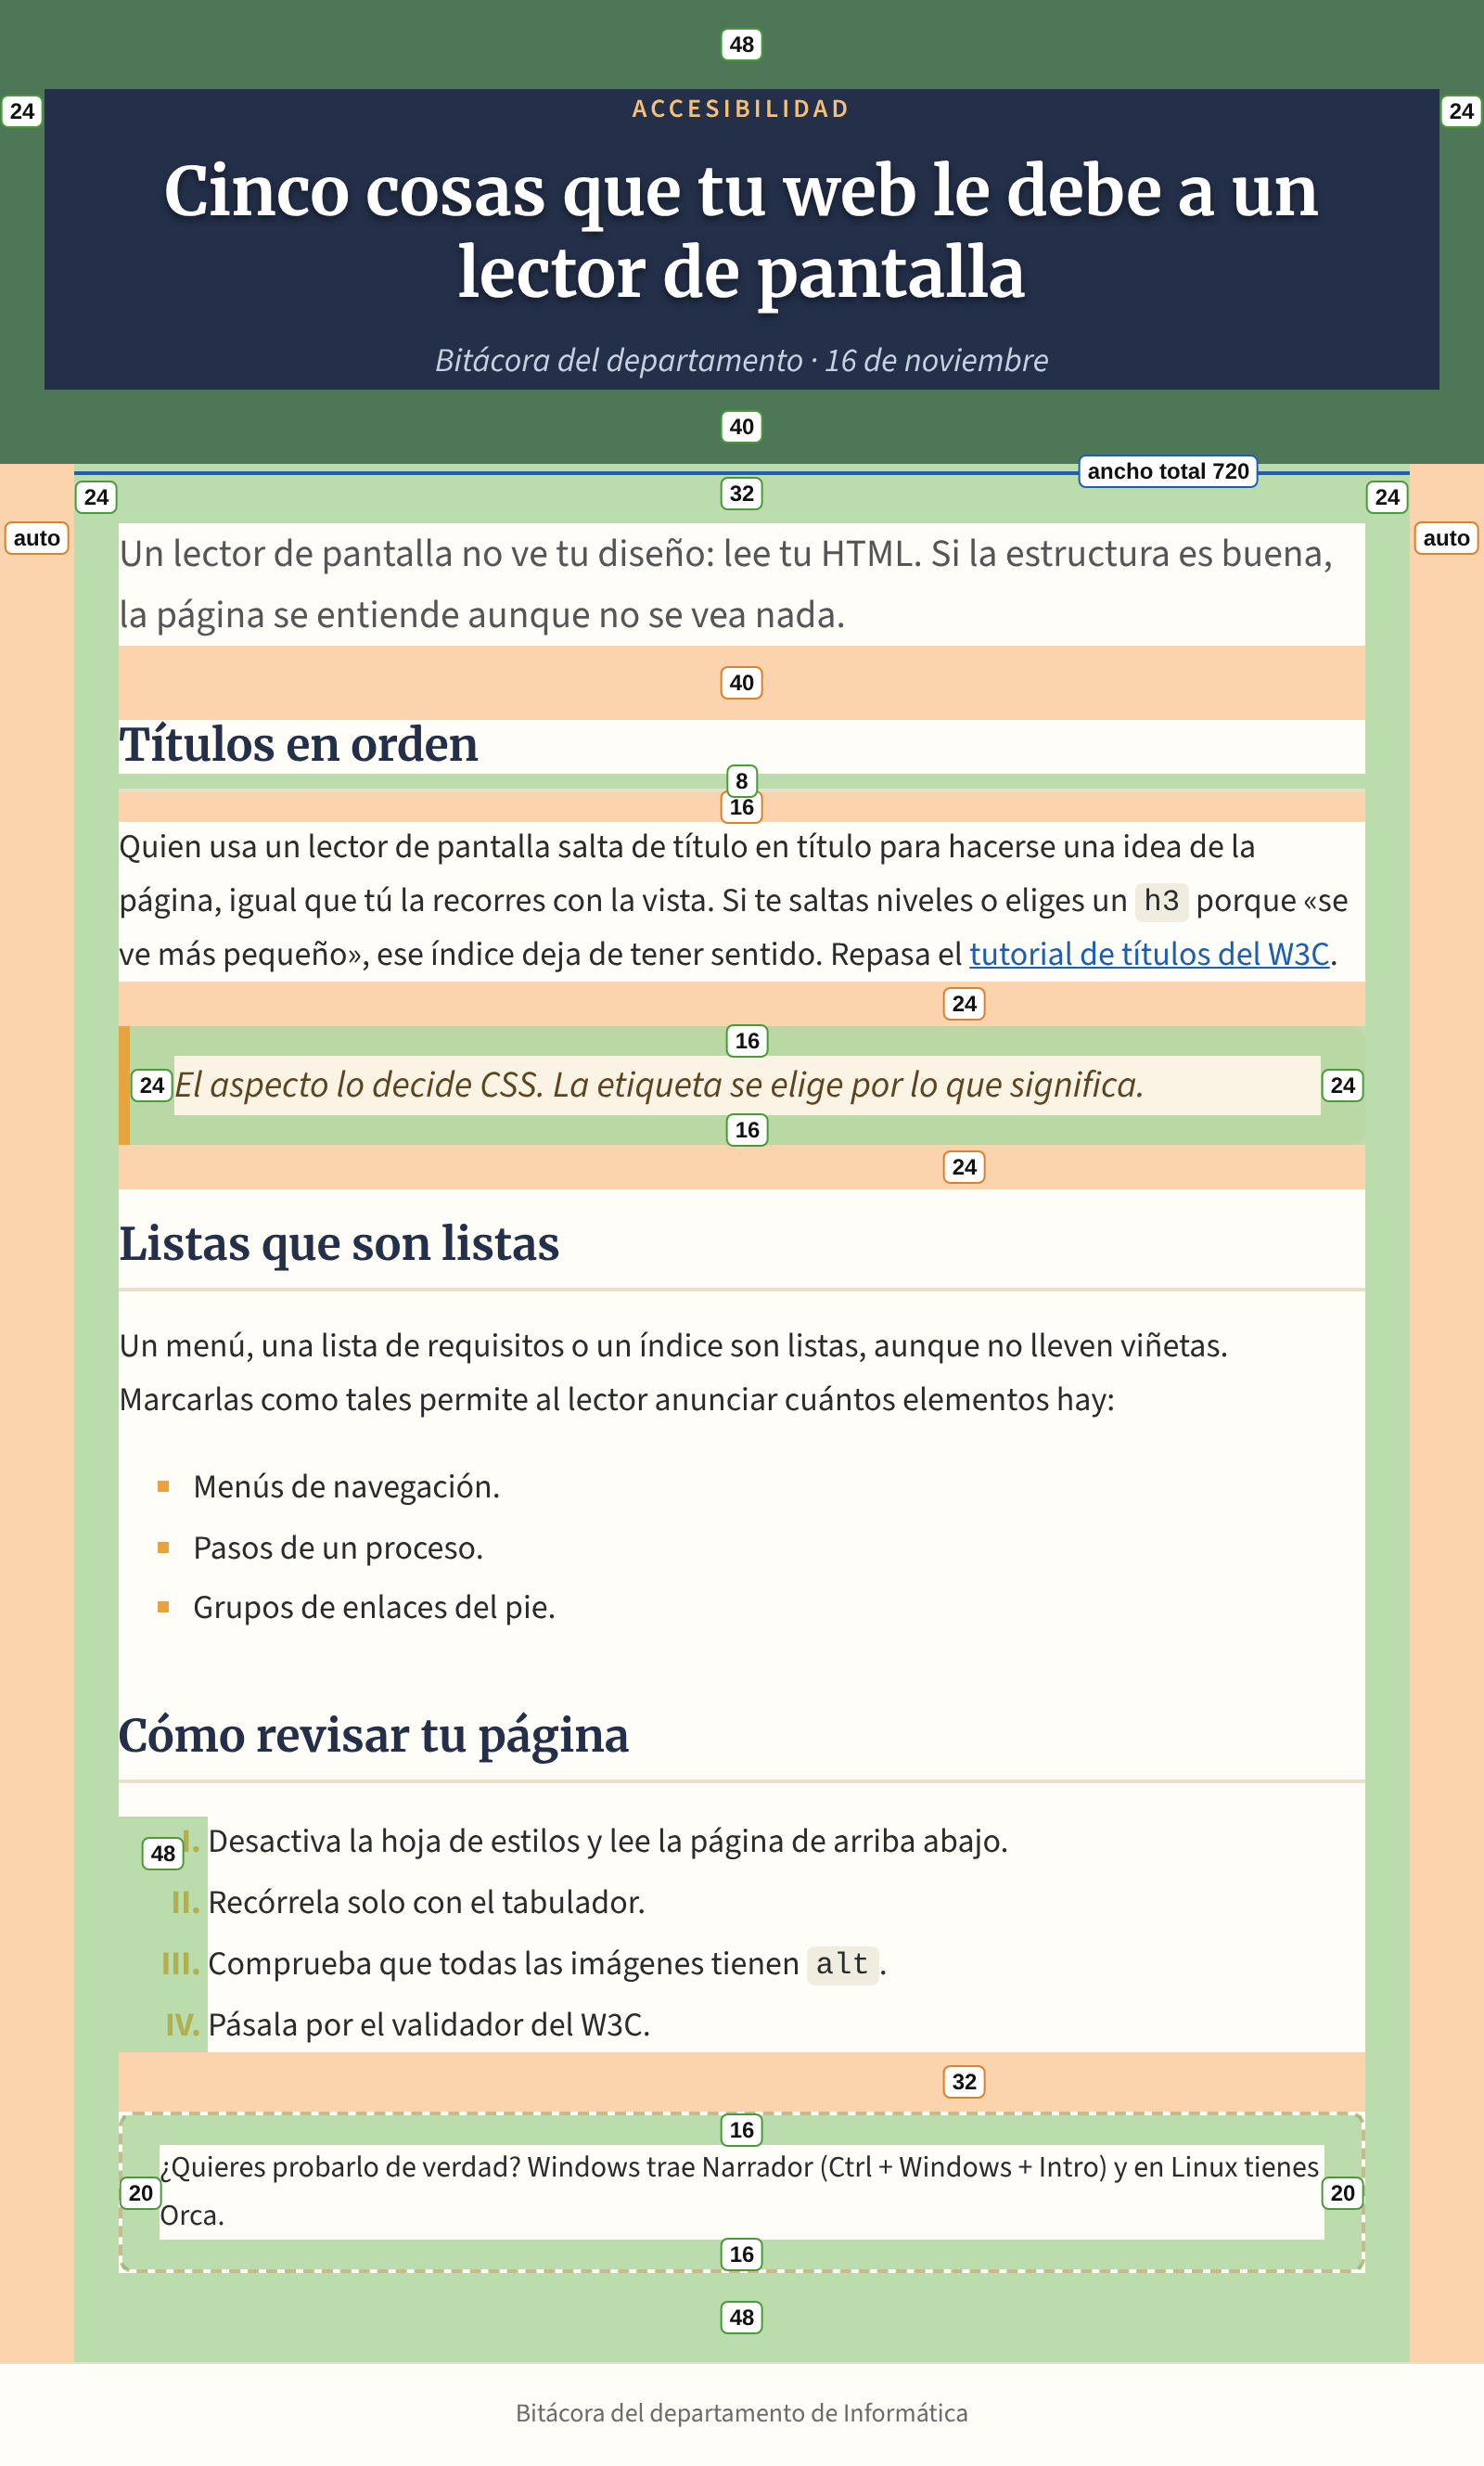 48
24
ACCESIBILIDAD
24
Cinco cosas que tu web le debe a un
lector de pantalla
Bitácora del departamento · 16 de noviembre
40
ancho total 720
24
32
24
auto
auto
Un lector de pantalla no ve tu diseño: lee tu HTML. Si la estructura es buena,
la página se entiende aunque no se vea nada.
40
Títulos en orden
8
16
Quien usa un lector de pantalla salta de título en título para hacerse una idea de la
página, igual que tú la recorres con la vista. Si te saltas niveles o eliges un h3 porque «se
ve más pequeño», ese índice deja de tener sentido. Repasa el tutorial de títulos del W3C.
24
16
24
El aspecto lo decide CSS. La etiqueta se elige por lo que significa.
24
16
24
Listas que son listas
Un menú, una lista de requisitos o un índice son listas, aunque no lleven viñetas.
Marcarlas como tales permite al lector anunciar cuántos elementos hay:
Menús de navegación.
Pasos de un proceso.
Grupos de enlaces del pie.
Cómo revisar tu página
48
I. Desactiva la hoja de estilos y lee la página de arriba abajo.
II. Recórrela solo con el tabulador.
III. Comprueba que todas las imágenes tienen alt.
IV. Pásala por el validador del W3C.
32
16
¿Quieres probarlo de verdad? Windows trae Narrador (Ctrl + Windows + Intro) y en Linux tienes
20
20
Orca.
16
48
Bitácora del departamento de Informática